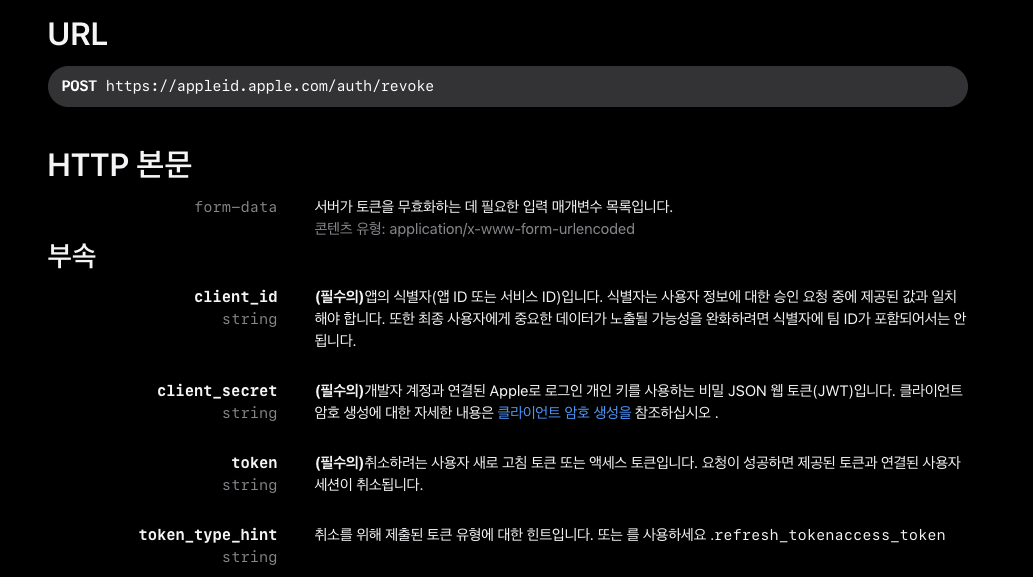 URL
POST https://appleid.apple.com/auth/revoke
HTTP 본문
form-data
서버가 토큰을 무효화하는 데 필요한 입력 매개변수 목록입니다.
콘텐츠 유형: application/x-www-form-urlencoded
부속
client_id
string
(필수의)앱의 식별자(앱 ID 또는 서비스 ID)입니다. 식별자는 사용자 정보에 대한 승인 요청 중에 제공된 값과 일치
해야 합니다. 또한 최종 사용자에게 중요한 데이터가 노출될 가능성을 완화하려면 식별자에 팀 ID가 포함되어서는 안
됩니다.
client_secret
string
(필수의)개발자 계정과 연결된 Apple로 로그인 개인 키를 사용하는 비밀 JSON 웹 토큰(JWT)입니다. 클라이언트
암호 생성에 대한 자세한 내용은 클라이언트 암호 생성을 참조하십시오 .
token
string
(필수의)취소하려는 사용자 새로 고침 토큰 또는 액세스 토큰입니다. 요청이 성공하면 제공된 토큰과 연결된 사용자
세션이 취소됩니다.
token_type_hint
string
취소를 위해 제출된 토큰 유형에 대한 힌트입니다. 또는 를 사용하세요 .refresh_tokenaccess_token